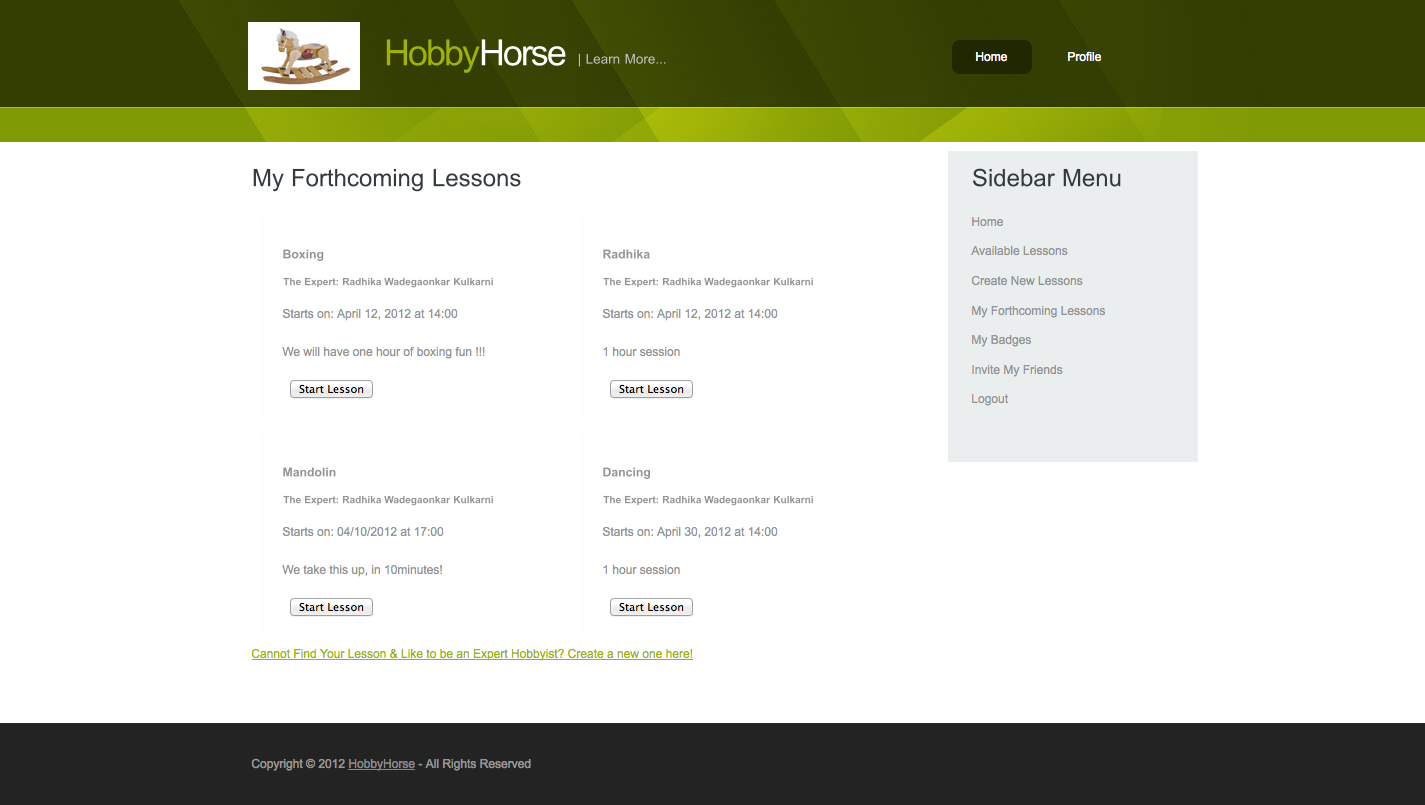 HobbyHorse | Learn More...
Home
Profile
My Forthcoming Lessons
Boxing
The Expert: Radhika Wadegaonkar Kulkarni
Starts on: April 12, 2012 at 14:00
We will have one hour of boxing fun !!!
Start Lesson
Radhika
The Expert: Radhika Wadegaonkar Kulkarni
Starts on: April 12, 2012 at 14:00
1 hour session
Start Lesson
Mandolin
The Expert: Radhika Wadegaonkar Kulkarni
Starts on: 04/10/2012 at 17:00
We take this up, in 10minutes!
Start Lesson
Dancing
The Expert: Radhika Wadegaonkar Kulkarni
Starts on: April 30, 2012 at 14:00
1 hour session
Start Lesson
Cannot Find Your Lesson & Like to be an Expert Hobbyist? Create a new one here!
Sidebar Menu
Home
Available Lessons
Create New Lessons
My Forthcoming Lessons
My Badges
Invite My Friends
Logout
Copyright © 2012 HobbyHorse - All Rights Reserved